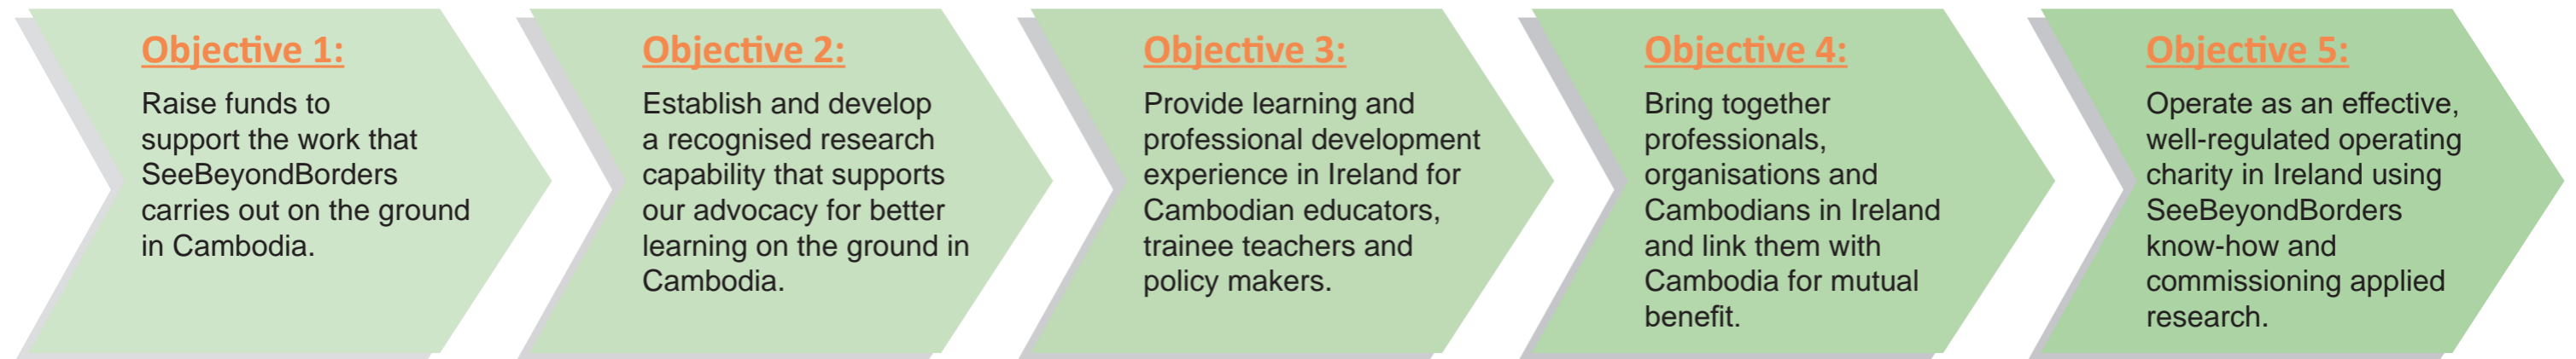 Objective 1:
Raise funds to
support the work that
SeeBeyondBorders
carries out on the ground
in Cambodia.
Objective 2:
Establish and develop
a recognised research
capability that supports
our advocacy for better
learning on the ground in
Cambodia.
Objective 3:
Provide learning and
professional development
experience in Ireland for
Cambodian educators,
trainee teachers and
policy makers.
Objective 4:
Bring together
professionals,
organisations and
Cambodians in Ireland
and link them with
Cambodia for mutual
benefit.
Objective 5:
Operate as an effective,
well-regulated operating
charity in Ireland using
SeeBeyondBorders
know-how and
commissioning applied
research.